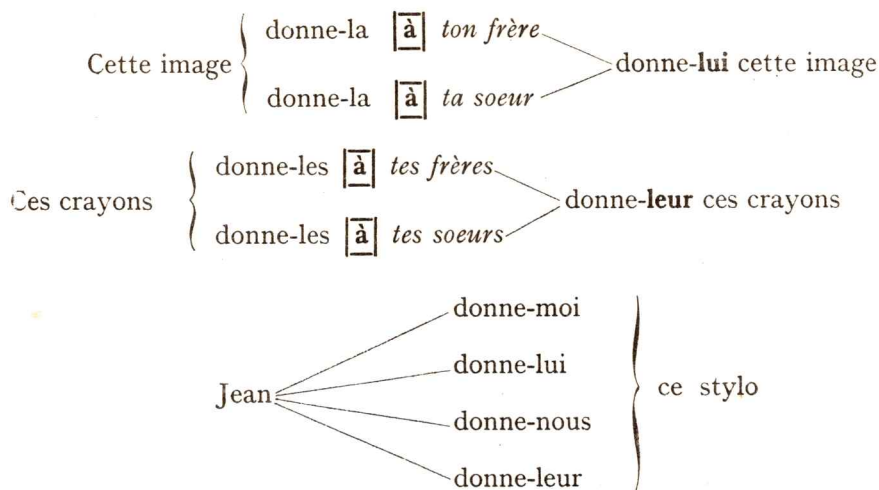 donne-la à ton frère
Cette image donne-lui cette image
donne-la à ta soeur
donne-les à tes frères
Ces crayons donne-leur ces crayons
donne-les à tes soeurs
donne-moi
donne-lui
Jean ce stylo
donne-nous
donne-leur